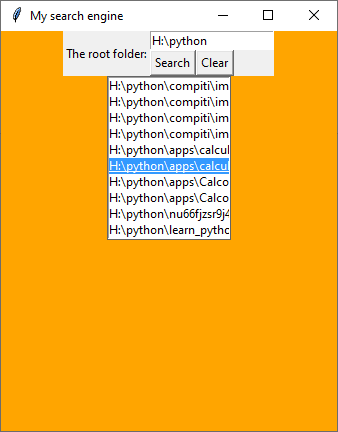 My search engine
The root folder: H:\python
Search Clear
H:\python\compiti\im
H:\python\compiti\im
H:\python\compiti\im
H:\python\compiti\im
H:\python\apps\calcul
H:\python\apps\calcul
H:\python\apps\Calco
H:\python\apps\Calco
H:\python\nu66fjzsr9j4
H:\python\learn_pytho